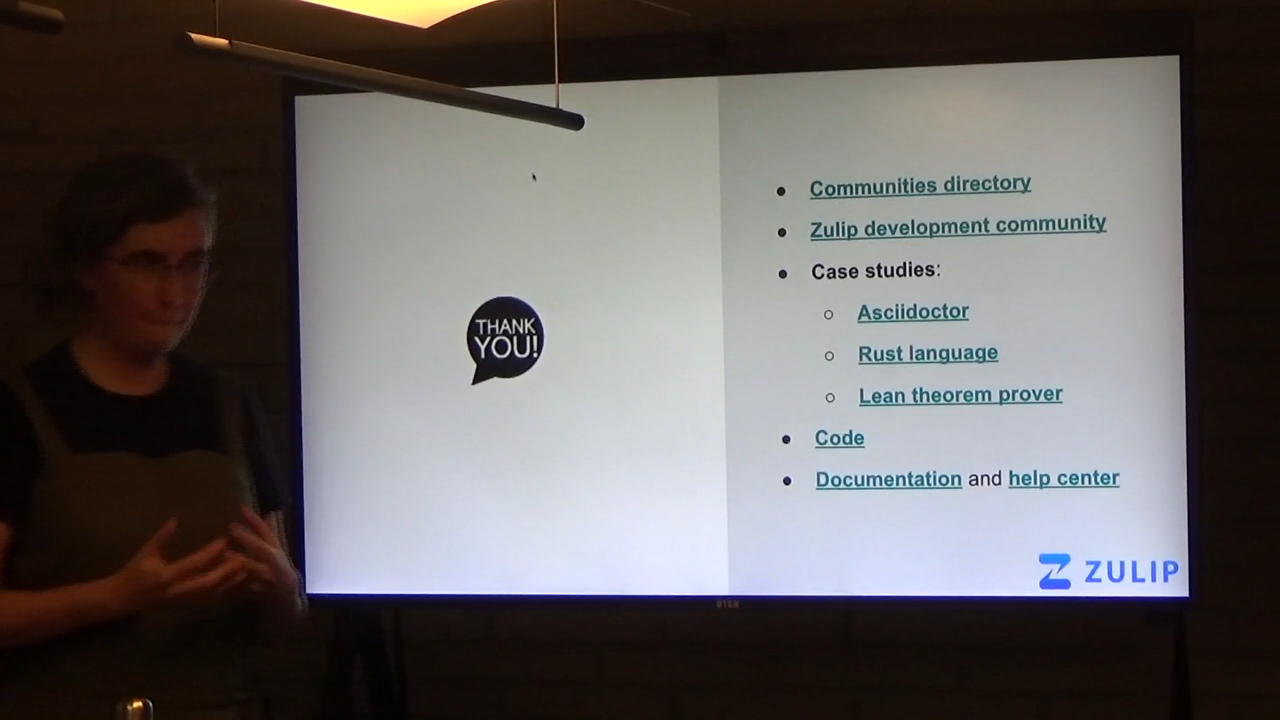 THANK
YOU!
Communities directory
Zulip development community
Case studies:
Asciidoctor
Rust language
Lean theorem prover
Code
Documentation and help center
ZULIP